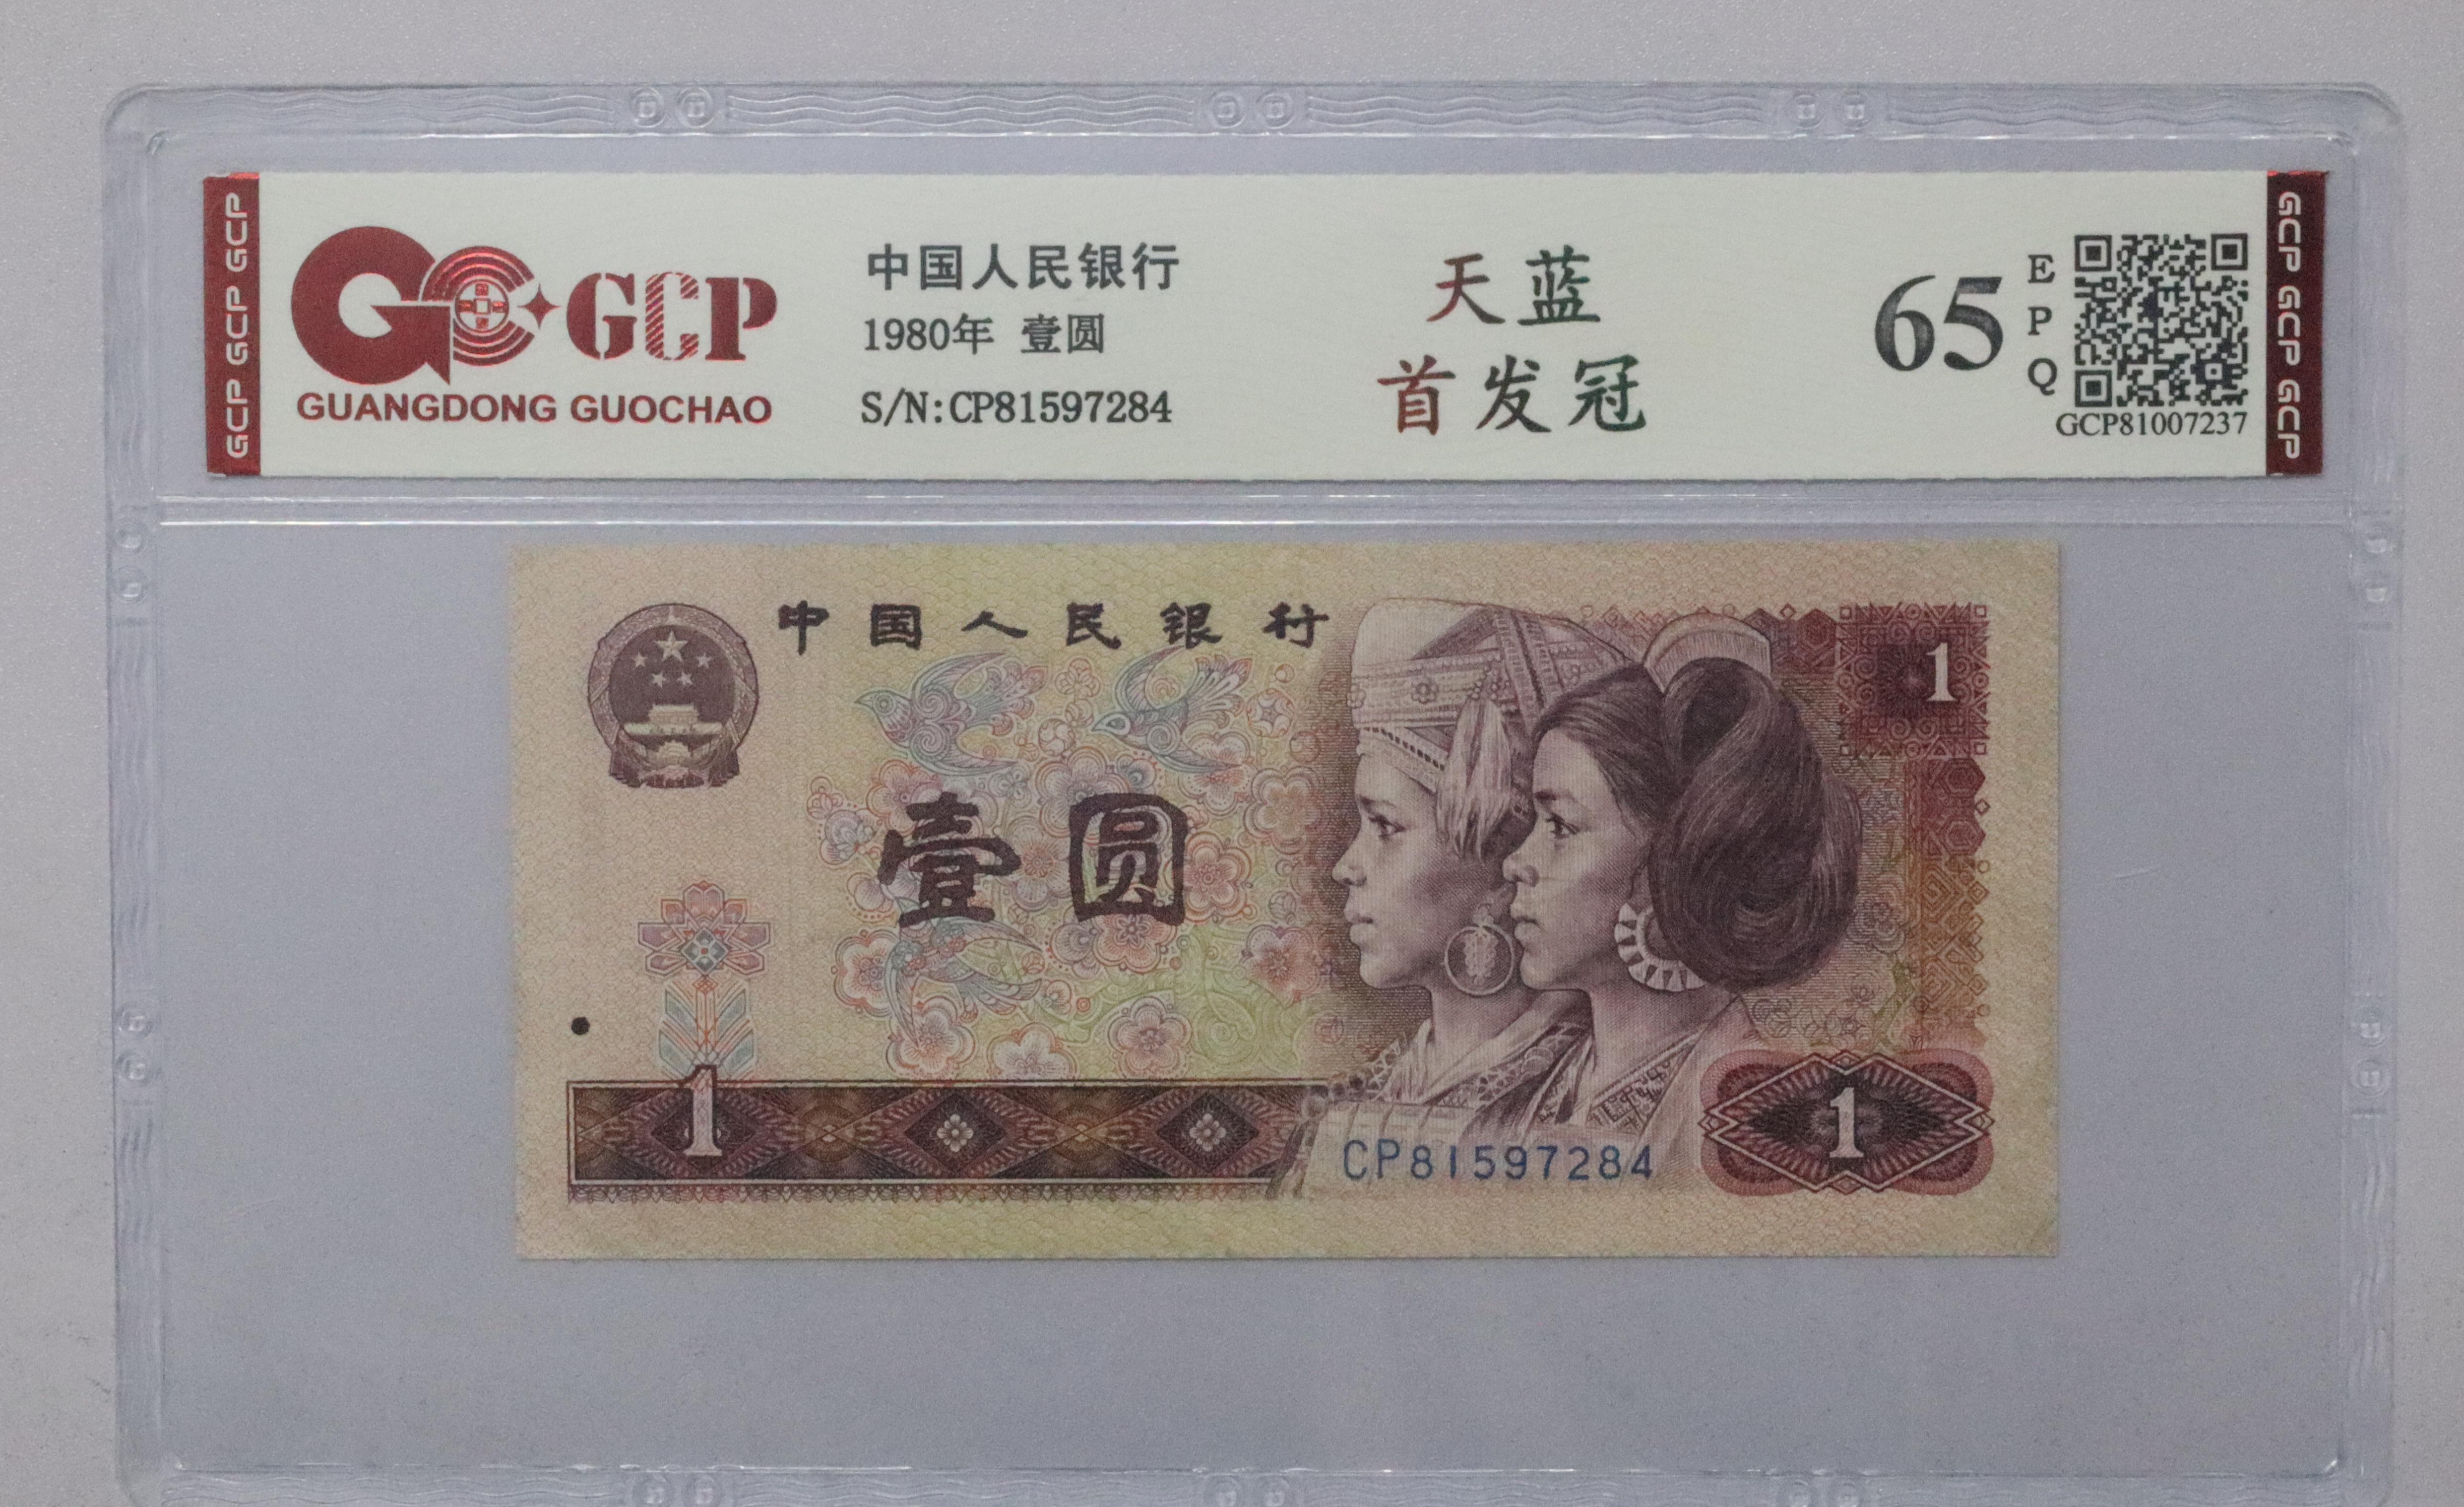 GCP GCP GCP
GCP
GUANGDONG GUOCHAO
中国人民银行
1980年 壹圆
S/N:CP81597284
天蓝
首发冠
65
E
P
Q
GCP81007237
GCP GCP GCP
中国人民银行
1
壹圆
1
1
CP81597284